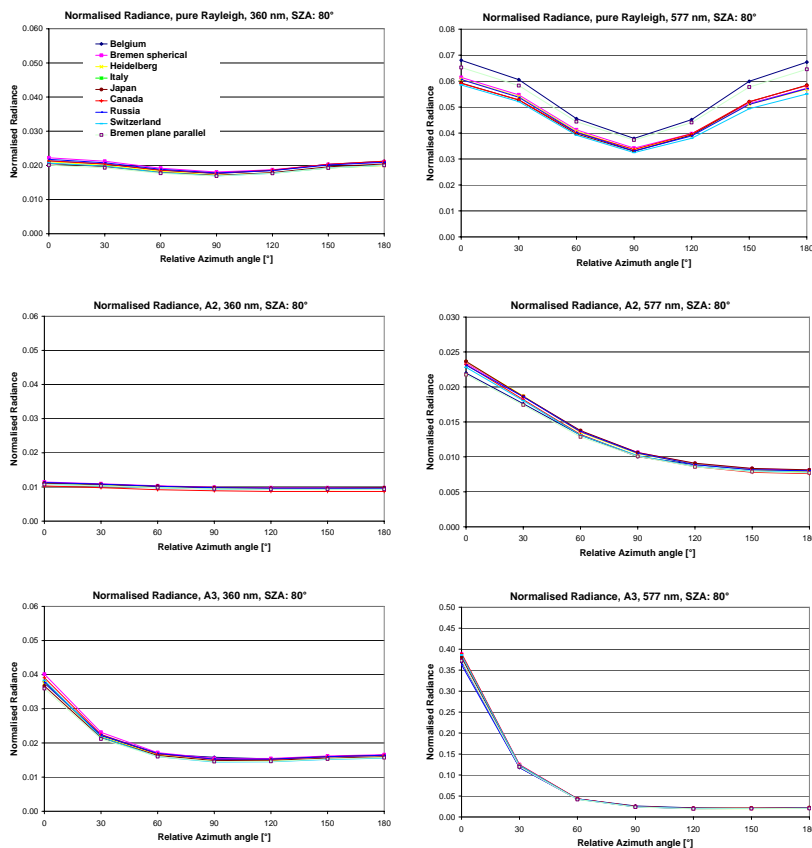 Normalised Radiance, pure Rayleigh, 360 nm, SZA: 80°
Normalised Radiance
0.060
0.050
0.040
0.030
0.020
0.010
0.000
Belgium
Bremen spherical
Heidelberg
Italy
Japan
Canada
Russia
Switzerland
Bremen plane parallel
0 30 60 90 120 150 180
Relative Azimuth angle [°]
Normalised Radiance, pure Rayleigh, 577 nm, SZA: 80°
Normalised Radiance
0.08
0.07
0.06
0.05
0.04
0.03
0.02
0.01
0.00
0 30 60 90 120 150 180
Relative Azimuth angle [°]
Normalised Radiance, A2, 360 nm, SZA: 80°
Normalised Radiance
0.06
0.05
0.04
0.03
0.02
0.01
0.00
0 30 60 90 120 150 180
Relative Azimuth angle [°]
Normalised Radiance, A2, 577 nm, SZA: 80°
Normalised Radiance
0.030
0.025
0.020
0.015
0.010
0.005
0.000
0 30 60 90 120 150 180
Relative Azimuth angle [°]
Normalised Radiance, A3, 360 nm, SZA: 80°
Normalised Radiance
0.06
0.05
0.04
0.03
0.02
0.01
0.00
0 30 60 90 120 150 180
Relative Azimuth angle [°]
Normalised Radiance, A3, 577 nm, SZA: 80°
Normalised Radiance
0.50
0.45
0.40
0.35
0.30
0.25
0.20
0.15
0.10
0.05
0.00
0 30 60 90 120 150 180
Relative Azimuth angle [°]